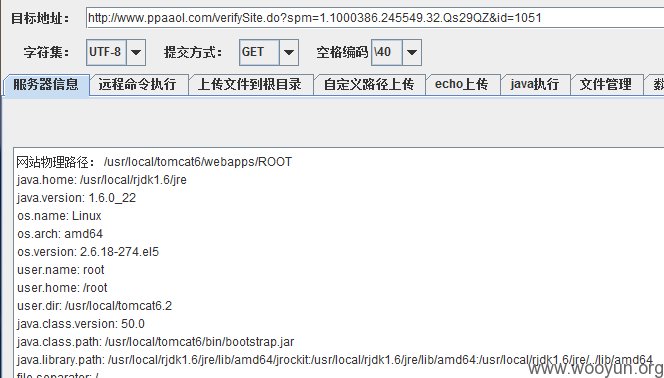 目标地址： http://www.ppaaol.com/verifySite.do?spm=1.1000386.245549.32.Qs29QZ&id=1051
字符集： UTF-8 提交方式： GET 空格编码 \40
服务器信息 远程命令执行 上传文件到根目录 自定义路径上传 echo上传 java执行 文件管理
网站物理路径： /usr/local/tomcat6/webapps/ROOT
java.home: /usr/local/rjdk1.6/jre
java.version: 1.6.0_22
os.name: Linux
os.arch: amd64
os.version: 2.6.18-274.el5
user.name: root
user.home: /root
user.dir: /usr/local/tomcat6.2
java.class.version: 50.0
java.class.path: /usr/local/tomcat6/bin/bootstrap.jar
java.library.path: /usr/local/rjdk1.6/jre/lib/amd64/jrockit:/usr/local/rjdk1.6/jre/lib/amd64:/usr/local/rjdk1.6/jre/../lib/amd64
file.separator: /
www.wooyun.org